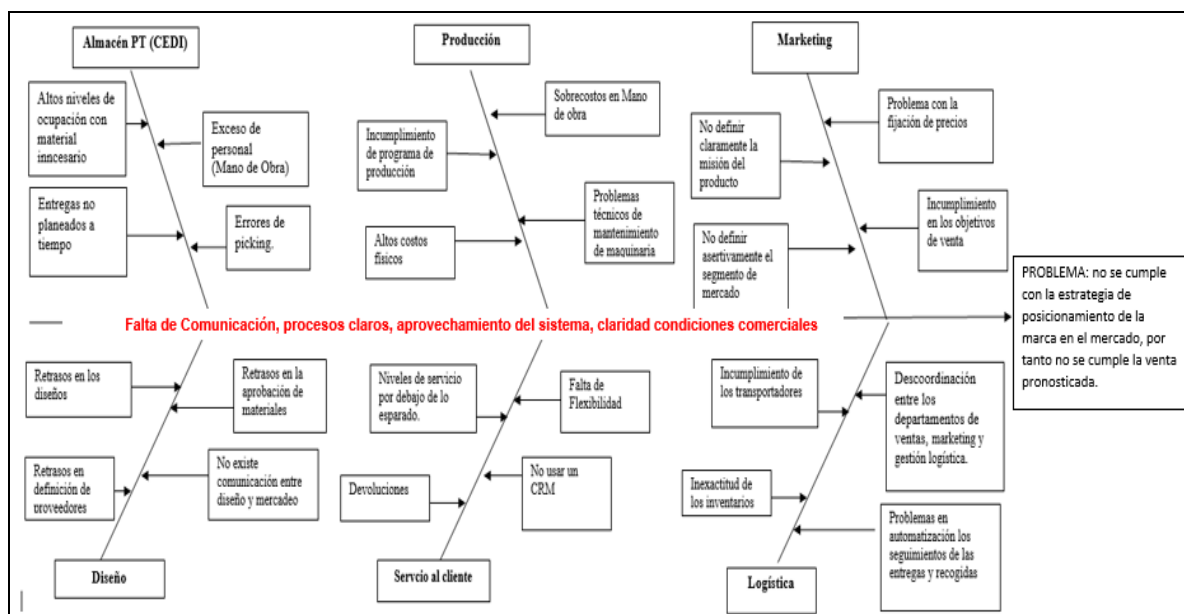 Almacén PT (CEDI)
Producción
Marketing
Altos niveles de
ocupación con
material
inncesario
Exceso de
personal
(Mano de Obra)
Entregas no
planeados a
tiempo
Errores de
picking.
Sobrecostos en Mano
de obra
Incumplimiento
de programa de
producción
Problemas
técnicos de
mantenimiento
de maquinaria
Altos costos
físicos
Problema con la
fijación de precios
No definir
claramente la
misión del
producto
Incumplimiento
en los objetivos
de venta
No definir
asertivamente el
segmento de
mercado
PROBLEMA: no se cumple
con la estrategia de
posicionamiento de la
marca en el mercado, por
tanto no se cumple la venta
pronosticada.
Falta de Comunicación, procesos claros, aprovechamiento del sistema, claridad condiciones comerciales
Retrasos en los
diseños
Retrasos en la
aprobación de
materiales
Retrasos en
definición de
proveedores
No existe
comunicación entre
diseño y mercadeo
Niveles de servicio
por debajo de lo
esparado.
Falta de
Flexibilidad
Devoluciones
No usar un
CRM
Incumplimiento de
los transportadores
Descoordinación
entre los
departamentos de
ventas, marketing y
gestión logística.
Inexactitud de
los inventarios
Problemas en
automatización los
seguimientos de las
entregas y recogidas
Diseño
Servcio al cliente
Logística